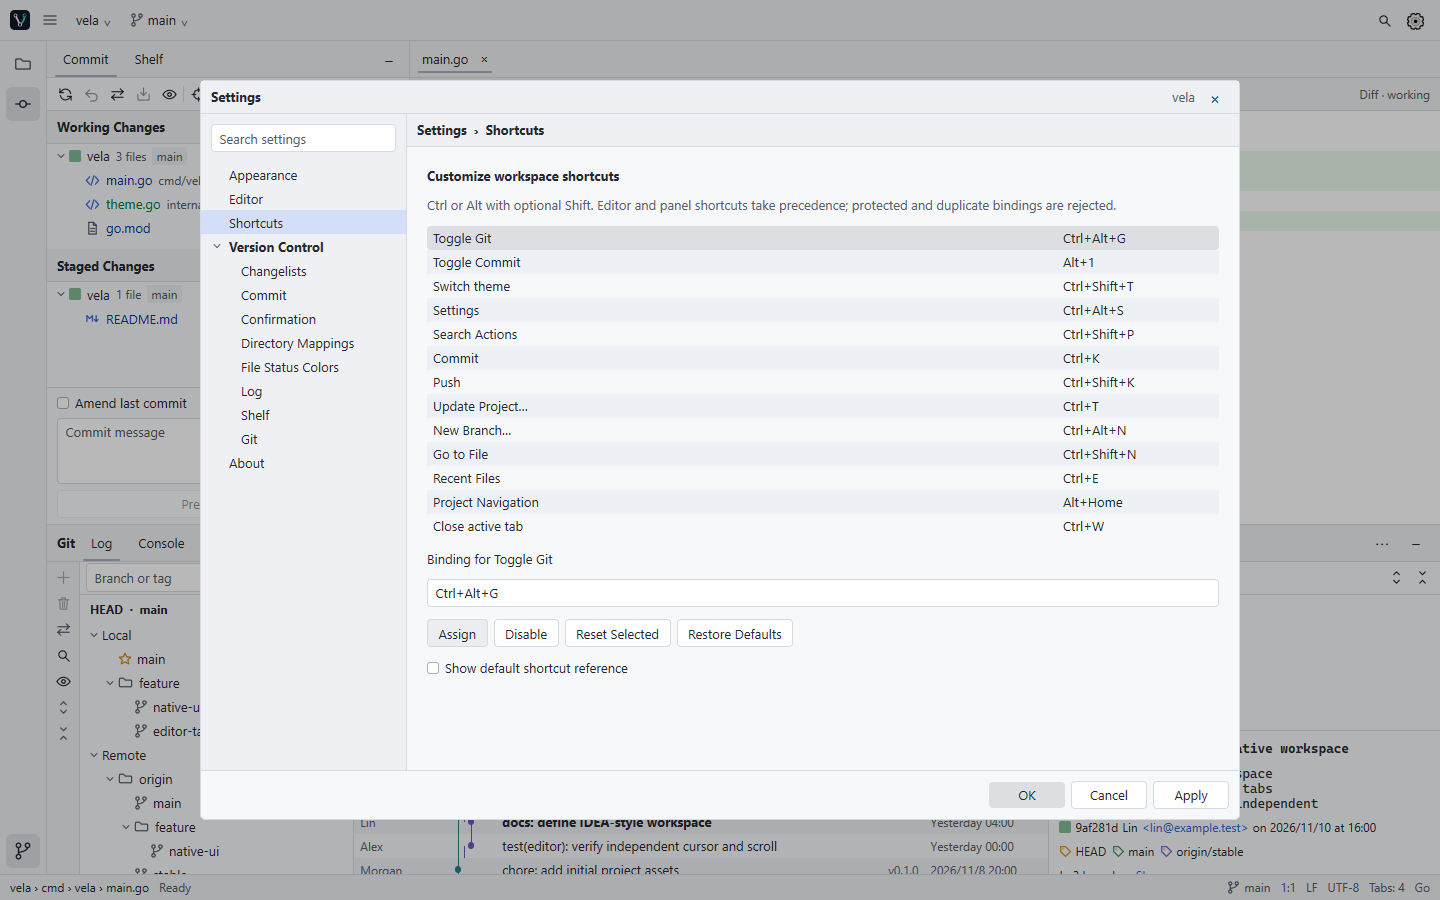 vela
main
Commit
Shelf
main.go
Diff · working
Working Changes
vela 3 files main
main.go
theme.go
go.mod
Staged Changes
vela 1 file main
README.md
Amend last commit
Commit message
Settings
vela
Search settings
Appearance
Editor
Shortcuts
Version Control
Changelists
Commit
Confirmation
Directory Mappings
File Status Colors
Log
Shelf
Git
About
Settings › Shortcuts
Customize workspace shortcuts
Ctrl or Alt with optional Shift. Editor and panel shortcuts take precedence; protected and duplicate bindings are rejected.
Toggle Git Ctrl+Alt+G
Toggle Commit Alt+1
Switch theme Ctrl+Shift+T
Settings Ctrl+Alt+S
Search Actions Ctrl+Shift+P
Commit Ctrl+K
Push Ctrl+Shift+K
Update Project... Ctrl+T
New Branch... Ctrl+Alt+N
Go to File Ctrl+Shift+N
Recent Files Ctrl+E
Project Navigation Alt+Home
Close active tab Ctrl+W
Binding for Toggle Git
Ctrl+Alt+G
Assign Disable Reset Selected Restore Defaults
Show default shortcut reference
OK Cancel Apply
Git Log Console
Branch or tag
HEAD · main
Local
main
feature
Remote
origin
main
feature
native-ui
Lin docs: define IDEA-style workspace Yesterday 04:00
Alex test(editor): verify independent cursor and scroll Yesterday 00:00
Morgan chore: add initial project assets v0.1.0 2026/11/8 20:00
workspace
tabs
independent
9af281d Lin <lin@example.test> on 2026/11/10 at 16:00
HEAD main origin/stable
vela › cmd › vela › main.go Ready
main 1:1 LF UTF-8 Tabs: 4 Go